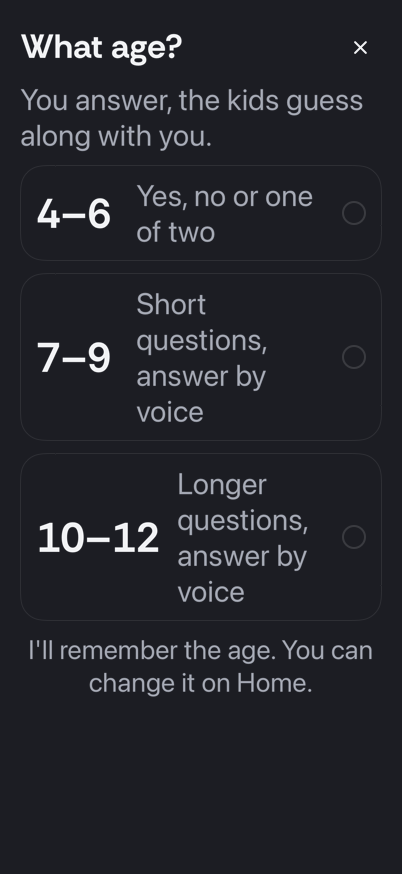 What age?
You answer, the kids guess
along with you.
4–6
Yes, no or one
of two
7–9
Short
questions,
answer by
voice
10–12
Longer
questions,
answer by
voice
I'll remember the age. You can
change it on Home.